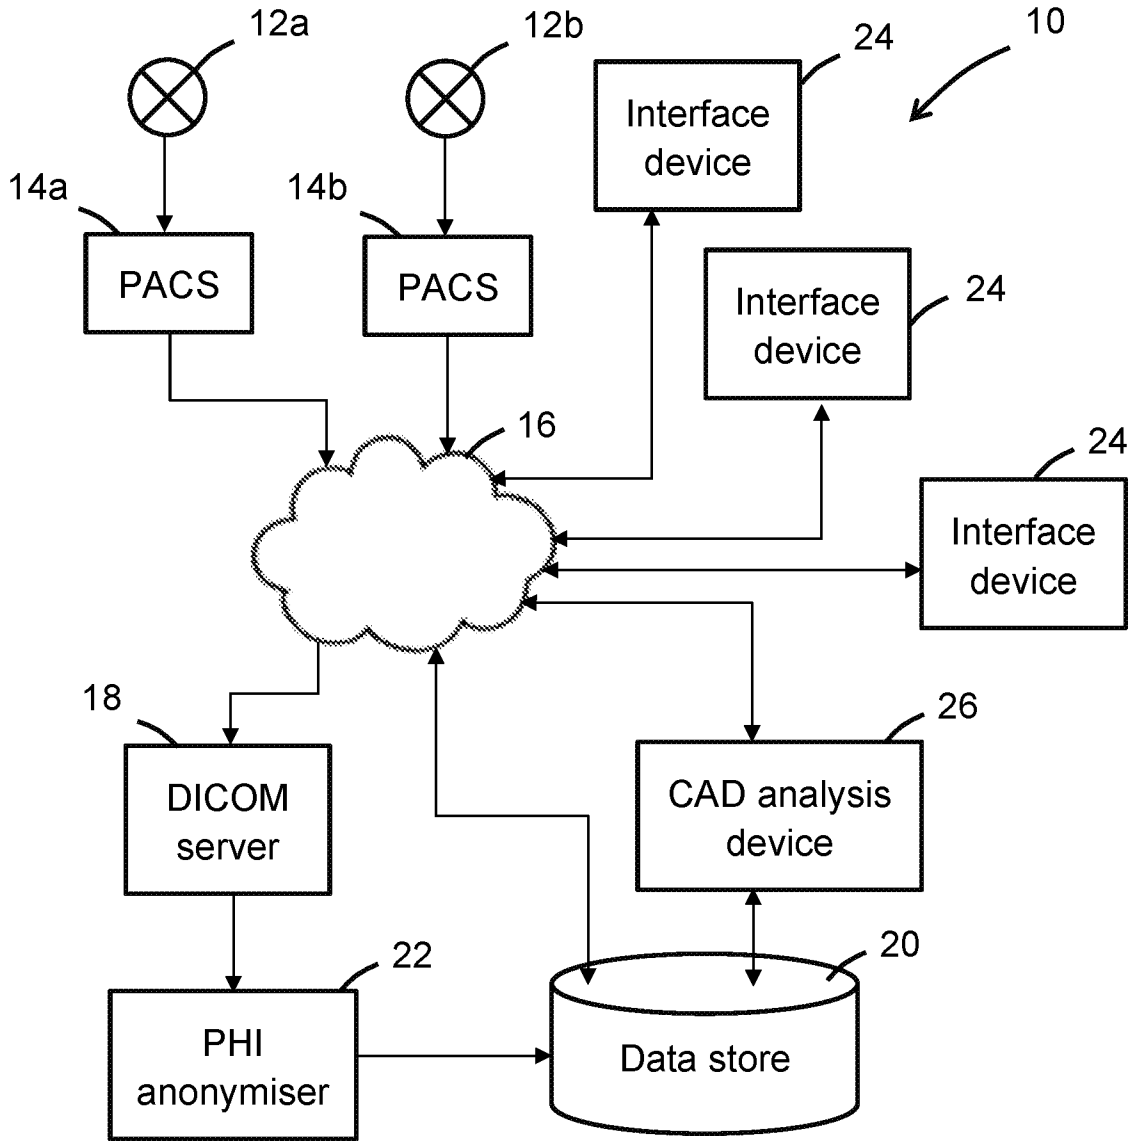 12a
12b
24
10
Interface
device
14a
14b
PACS
PACS
24
Interface
device
16
24
Interface
device
18
26
DICOM
server
CAD analysis
device
22
20
PHI
anonymiser
Data store